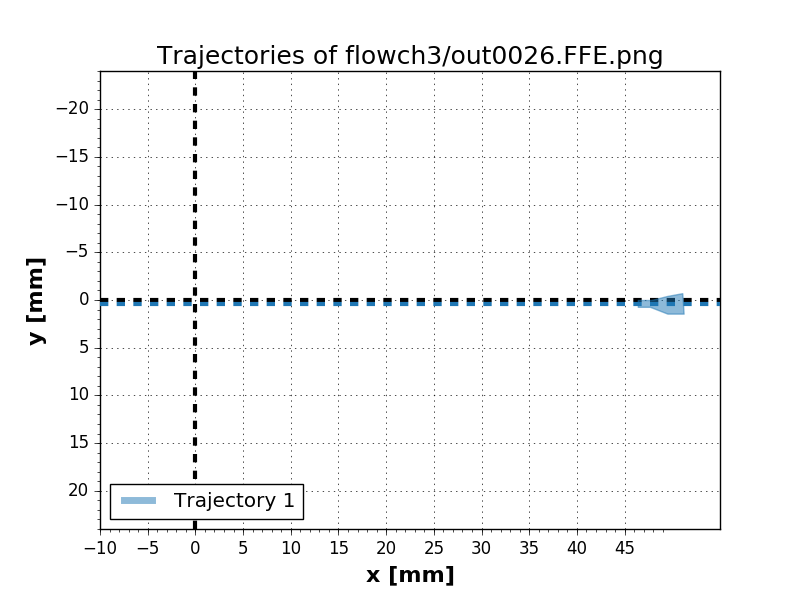 Trajectories of flowch3/out0026.FFE.png
y [mm]
−20
−15
−10
−5
0
5
10
15
20
Trajectory 1
−10 −5 0 5 10 15 20 25 30 35 40 45
x [mm]